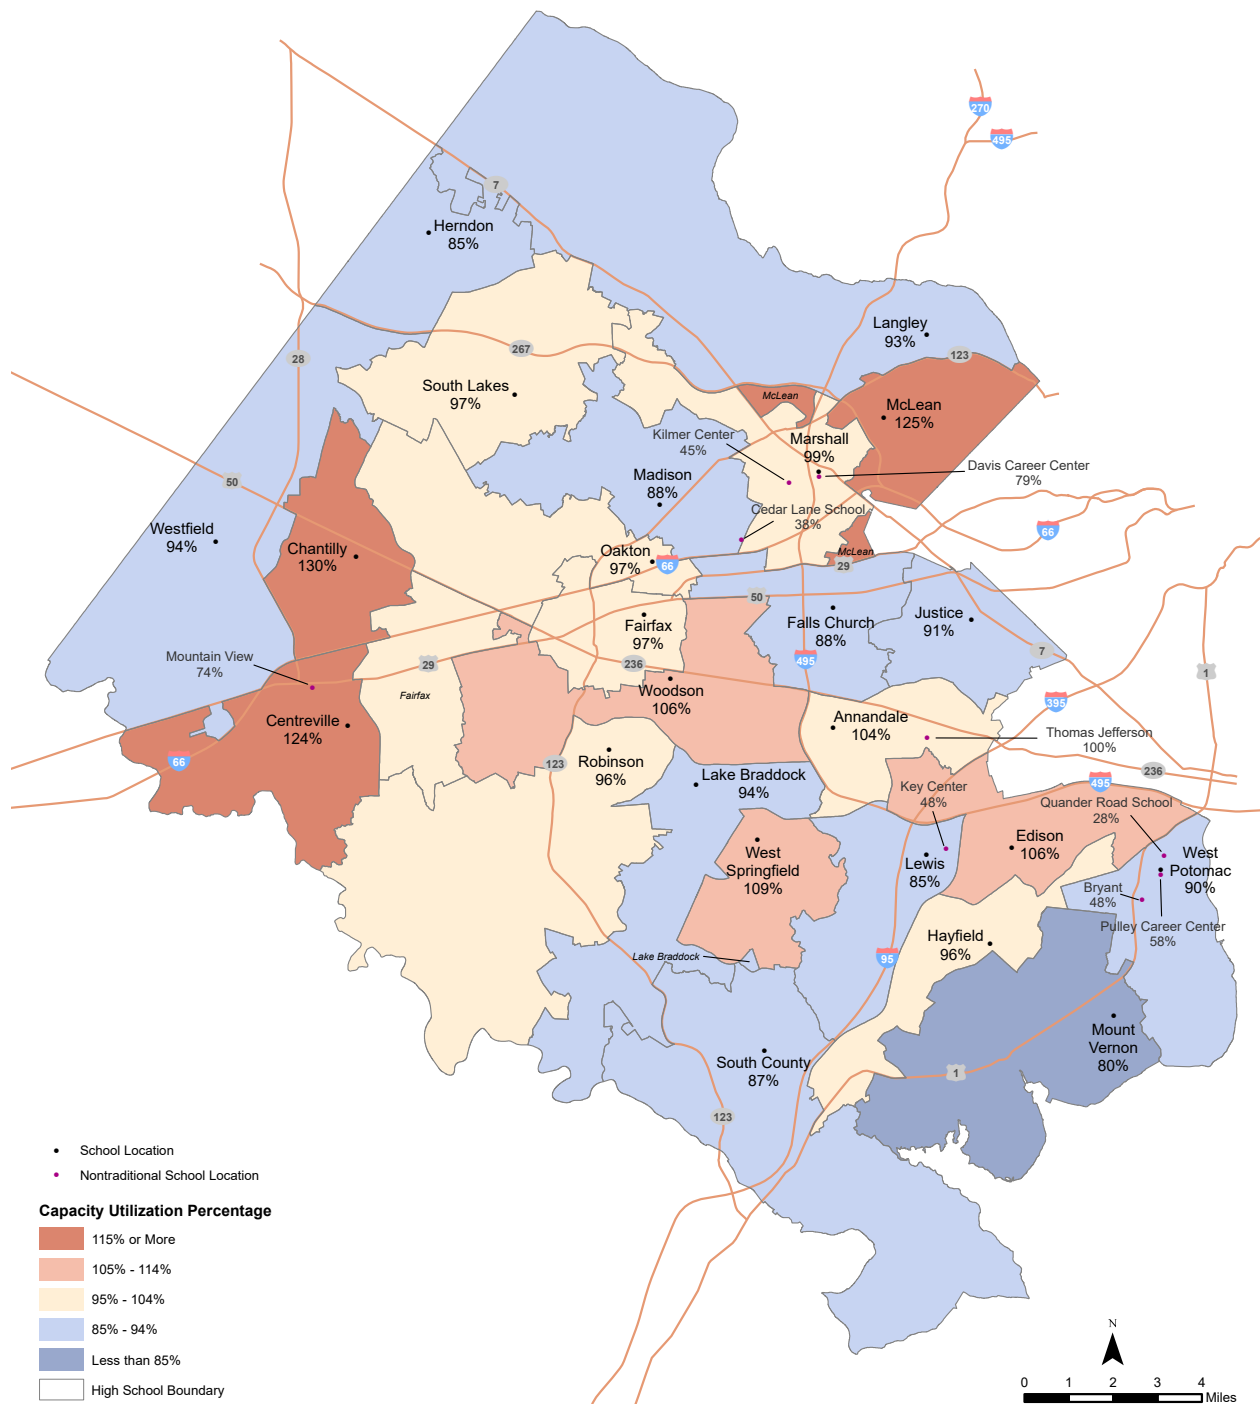 270
495
7
Herndon
85%
Langley
93%
123
28
267
South Lakes
97%
McLean
McLean
125%
Kilmer Center
45%
Marshall
99%
Davis Career Center
79%
Madison
88%
50
Cedar Lane School
38%
Westfield
94%
66
Chantilly
130%
Oakton
97%
66
McLean
29
50
Fairfax
97%
Falls Church
88%
Justice
91%
Mountain View
74%
29
236
495
7
1
Fairfax
Woodson
106%
395
Centreville
124%
Annandale
104%
Thomas Jefferson
100%
66
123
Robinson
96%
Lake Braddock
94%
236
495
Key Center
48%
Quander Road School
28%
Edison
106%
West
Springfield
109%
Lewis
85%
West
Potomac
90%
Bryant
48%
Pulley Career Center
58%
Hayfield
96%
Lake Braddock
95
Mount
Vernon
80%
South County
87%
1
123
School Location
Nontraditional School Location
Capacity Utilization Percentage
115% or More
105% - 114%
95% - 104%
85% - 94%
Less than 85%
High School Boundary
N
0 1 2 3 4
Miles